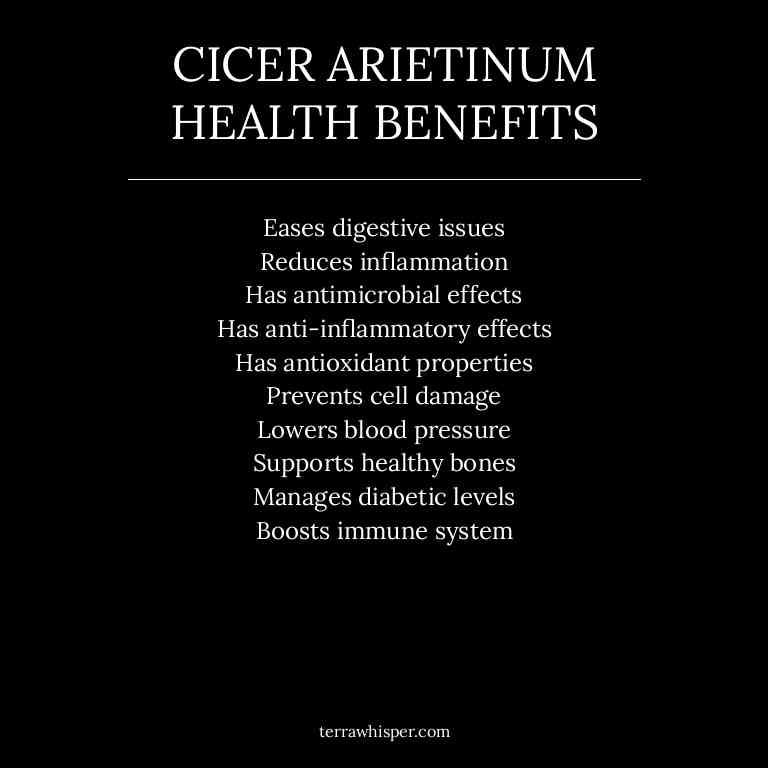 CICER ARIETINUM
HEALTH BENEFITS
Eases digestive issues
Reduces inflammation
Has antimicrobial effects
Has anti-inflammatory effects
Has antioxidant properties
Prevents cell damage
Lowers blood pressure
Supports healthy bones
Manages diabetic levels
Boosts immune system
terrawhisper.com